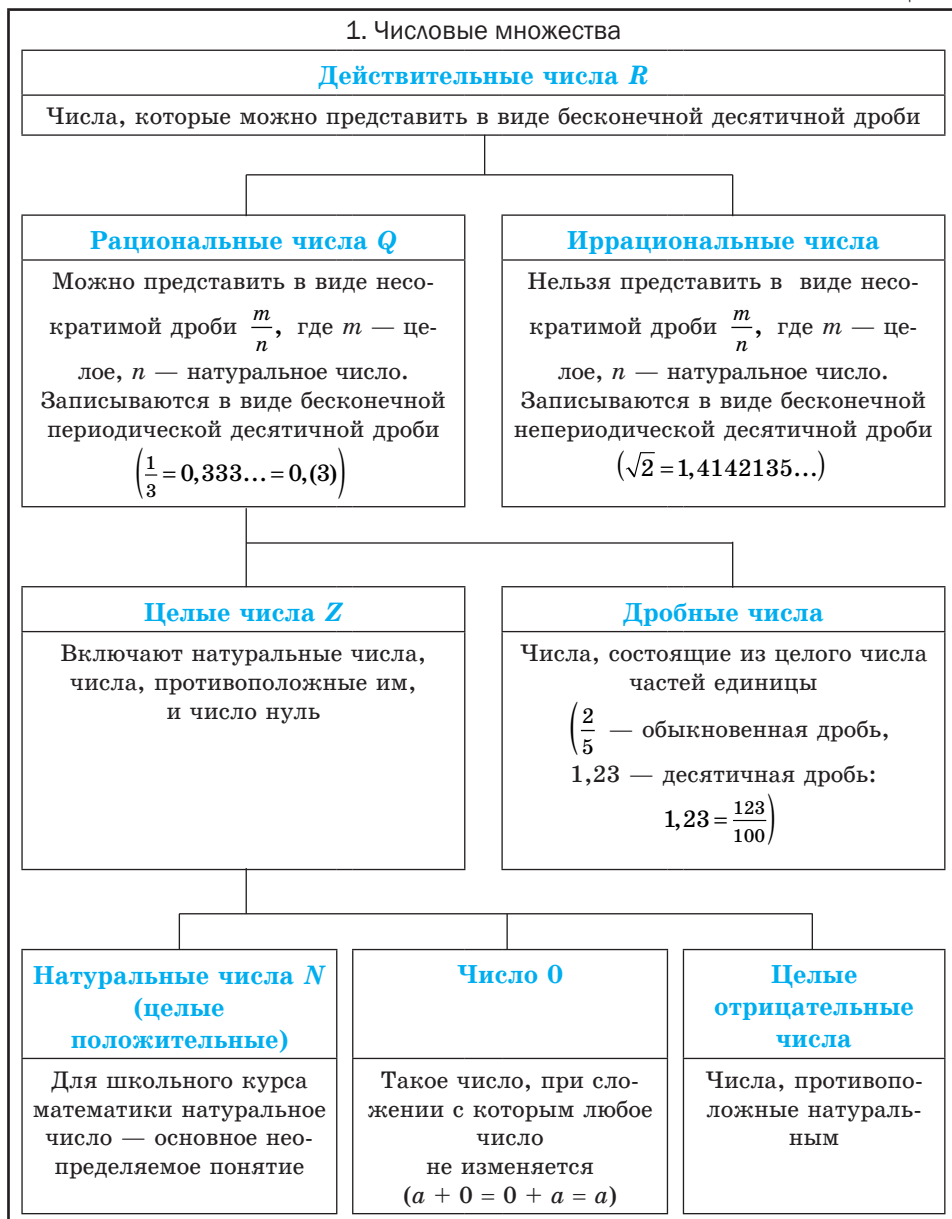 1. Числовые множества
Действительные числа R
Числа, которые можно представить в виде бесконечной десятичной дроби
Рациональные числа Q
Можно представить в виде несо-
кратимой дроби m/n, где m — це-
лое, n — натуральное число.
Записываются в виде бесконечной
периодической десятичной дроби
(1/3 = 0,333... = 0,(3))
Иррациональные числа
Нельзя представить в виде несо-
кратимой дроби m/n, где m — це-
лое, n — натуральное число.
Записываются в виде бесконечной
непериодической десятичной дроби
(√2 = 1,4142135...)
Целые числа Z
Включают натуральные числа,
числа, противоположные им,
и число нуль
Дробные числа
Числа, состоящие из целого числа
частей единицы
(2/5 — обыкновенная дробь,
1,23 — десятичная дробь:
1,23 = 123/100)
Натуральные числа N
(целые
положительные)
Для школьного курса
математики натуральное
число — основное нео-
пределяемое понятие
Число 0
Такое число, при сло-
жении с которым любое
число
не изменяется
(a + 0 = 0 + a = a)
Целые
отрицательные
числа
Числа, противопо-
ложные натураль-
ным